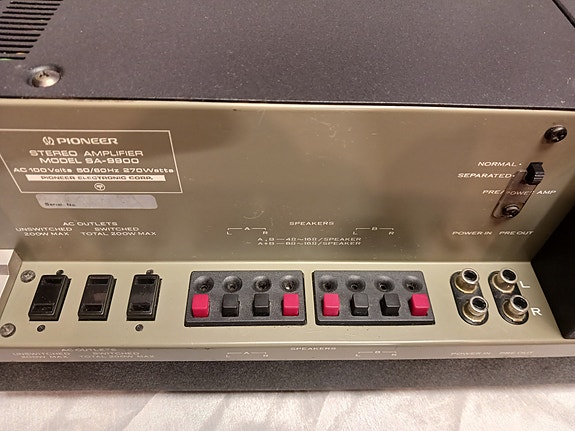 PIONEER
STEREO AMPLIFIER
MODEL SA-9900
AC 100Volts 50/60Hz 270Watts
PIONEER ELECTRONIC CORP.
Serial No.
NORMAL
SEPARATED
PRE/POWER AMP
AC OUTLETS
UNSWITCHED SWITCHED
200W MAX TOTAL 200W MAX
SPEAKERS
A B
L R L R
A, B — 4Ω~16Ω/SPEAKER
A+B — 8Ω~16Ω/SPEAKER
POWER IN PRE OUT
L
R
AC OUTLETS
UNSWITCHED SWITCHED
200W MAX TOTAL 200W MAX
SPEAKERS
A B
L R L R
POWER IN PRE OUT